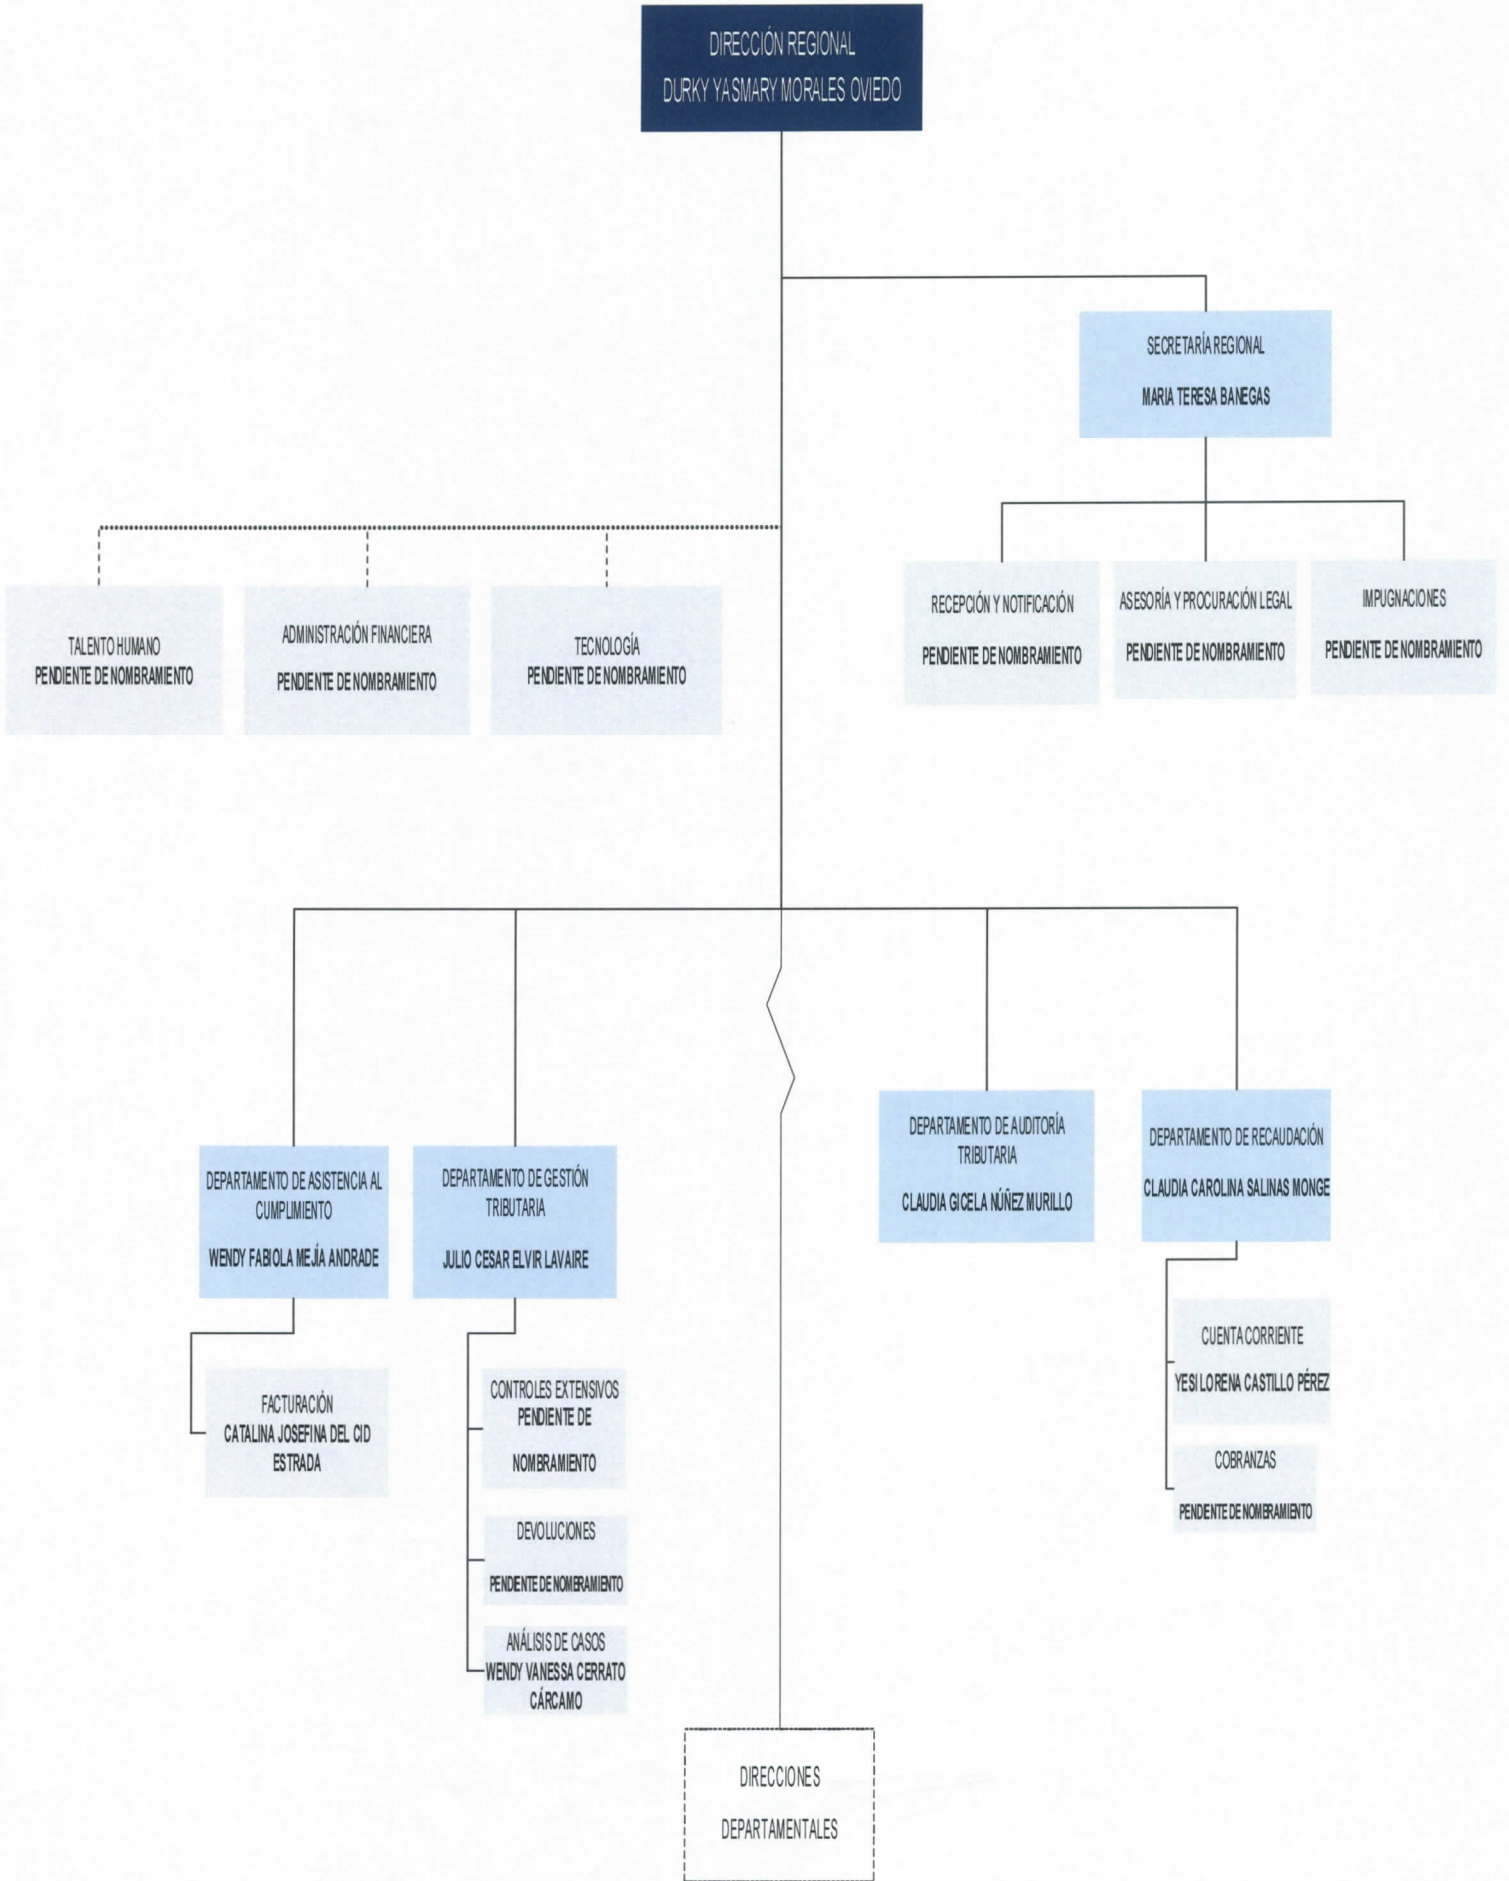 DIRECCIÓN REGIONAL
DURKY YASMARY MORALES OVIEDO
SECRETARÍA REGIONAL
MARIA TERESA BANEGAS
TALENTO HUMANO
PENDIENTE DE NOMBRAMIENTO
ADMINISTRACIÓN FINANCIERA
PENDIENTE DE NOMBRAMIENTO
TECNOLOGÍA
PENDIENTE DE NOMBRAMIENTO
RECEPCIÓN Y NOTIFICACIÓN
PENDIENTE DE NOMBRAMIENTO
ASESORÍA Y PROCURACIÓN LEGAL
PENDIENTE DE NOMBRAMIENTO
IMPUGNACIONES
PENDIENTE DE NOMBRAMIENTO
DEPARTAMENTO DE ASISTENCIA AL
CUMPLIMIENTO
WENDY FABIOLA MEJÍA ANDRADE
FACTURACIÓN
CATALINA JOSEFINA DEL CID
ESTRADA
DEPARTAMENTO DE GESTIÓN
TRIBUTARIA
JULIO CESAR ELVIR LAVAIRE
CONTROLES EXTENSIVOS
PENDIENTE DE
NOMBRAMIENTO
DEVOLUCIONES
PENDIENTE DE NOMBRAMIENTO
ANÁLISIS DE CASOS
WENDY VANESSA CERRATO
CÁRCAMO
DEPARTAMENTO DE AUDITORÍA
TRIBUTARIA
CLAUDIA GICELA NÚÑEZ MURILLO
DEPARTAMENTO DE RECAUDACIÓN
CLAUDIA CAROLINA SALINAS MONGE
CUENTA CORRIENTE
YESI LORENA CASTILLO PÉREZ
COBRANZAS
PENDIENTE DE NOMBRAMIENTO
DIRECCIONES
DEPARTAMENTALES